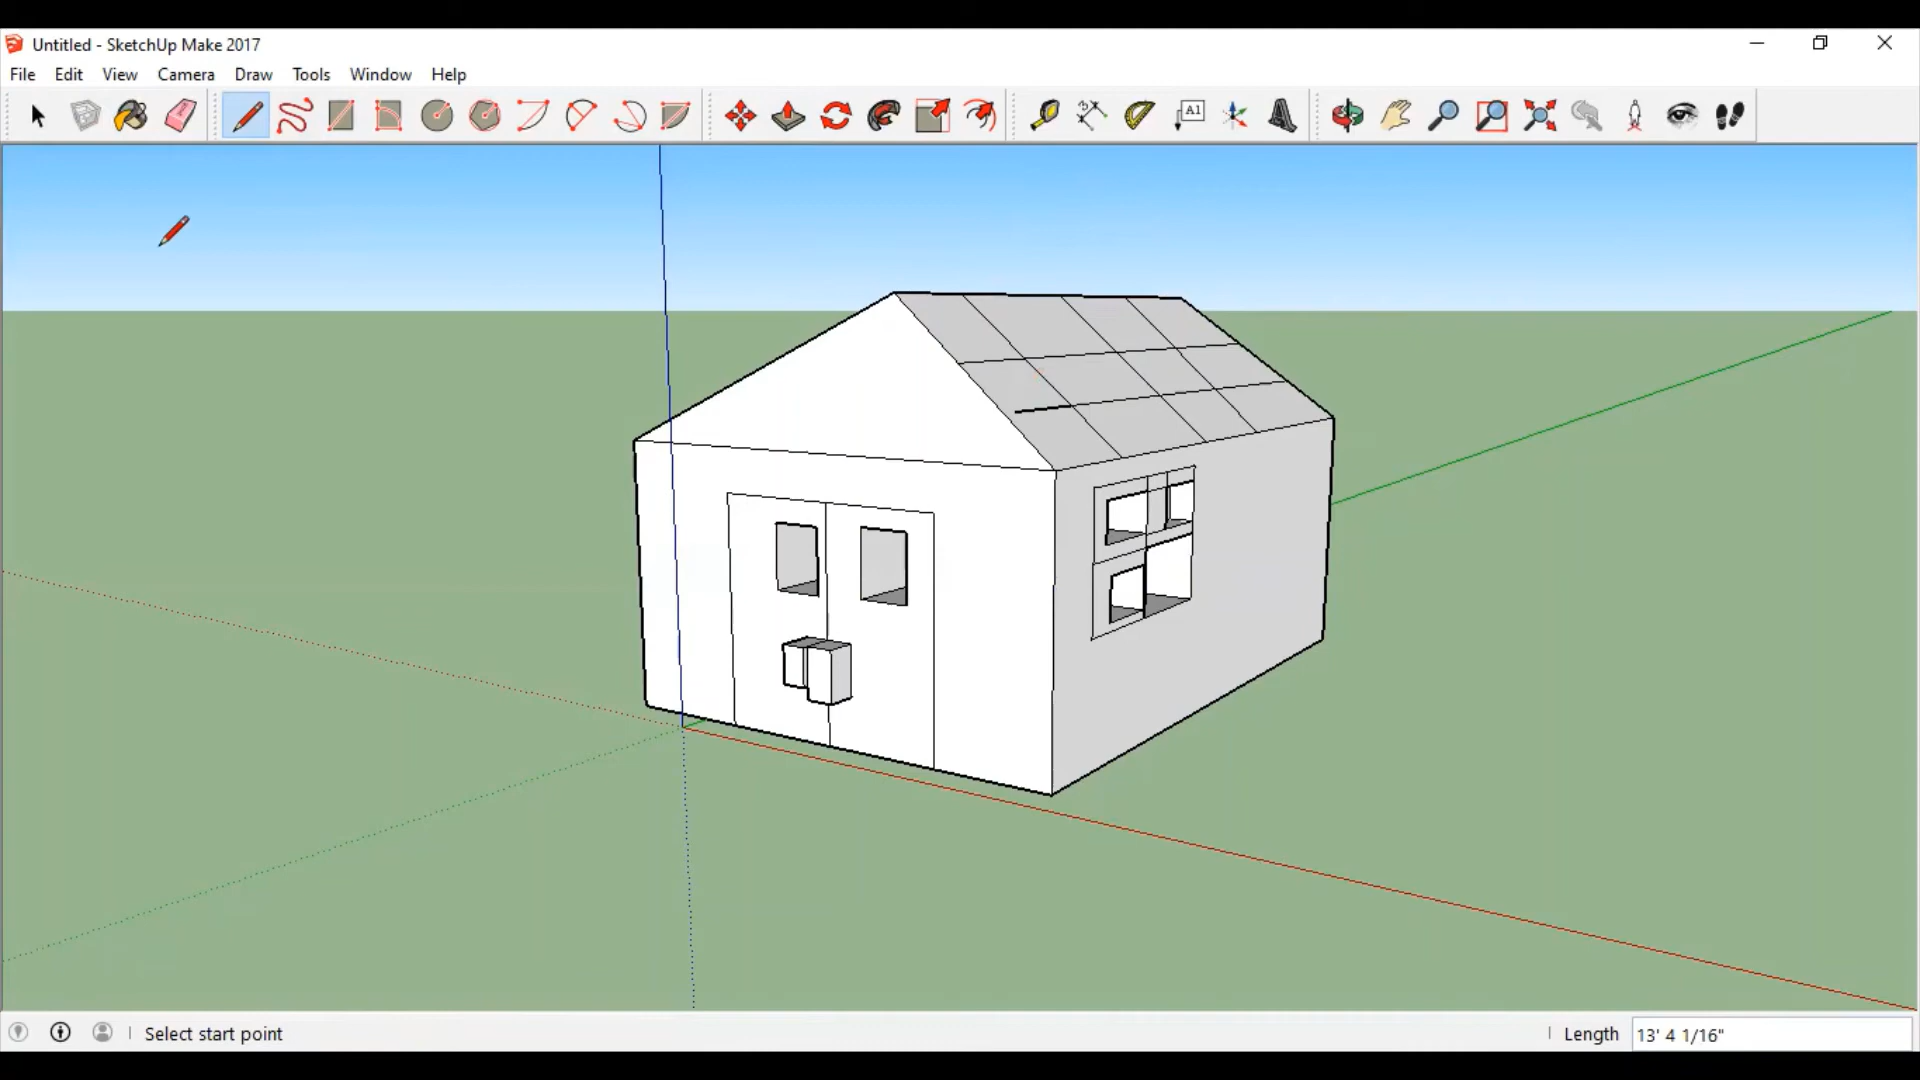 Untitled - SketchUp Make 2017
File Edit View Camera Draw Tools Window Help
A1
Select start point
Length 13' 4 1/16"